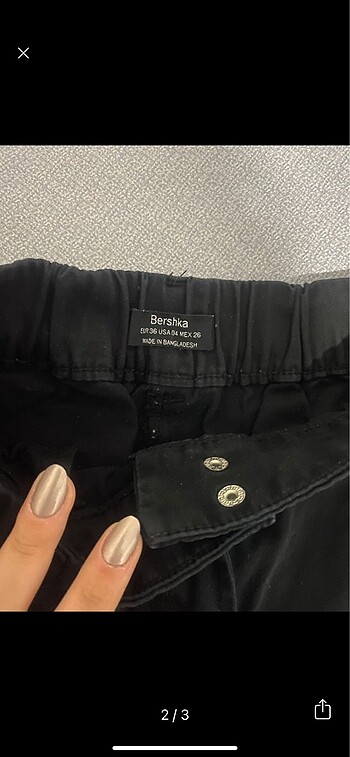 Bershka
EUR 36 USA 04 MEX 26
MADE IN BANGLADESH
2/3